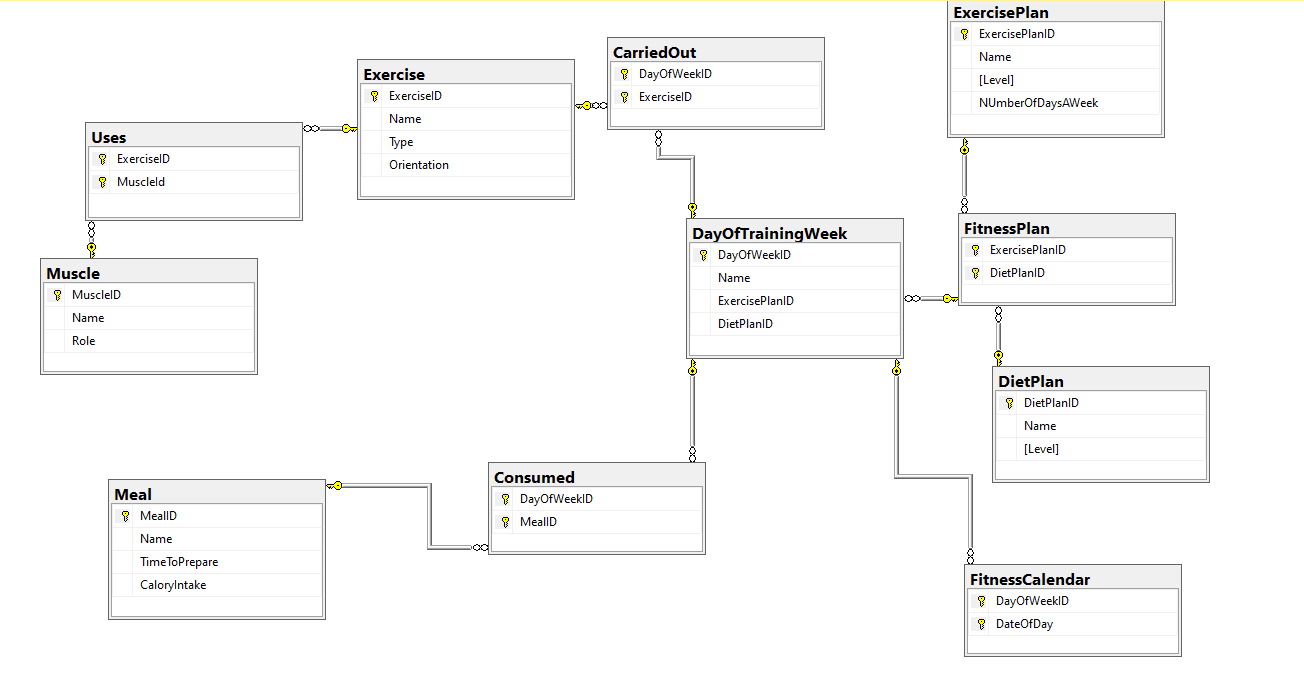 ExercisePlan
ExercisePlanID
Name
[Level]
NUmberOfDaysAWeek
CarriedOut
DayOfWeekID
ExerciseID
Exercise
ExerciseID
Name
Type
Orientation
Uses
ExerciseID
MuscleId
Muscle
MuscleID
Name
Role
DayOfTrainingWeek
DayOfWeekID
Name
ExercisePlanID
DietPlanID
FitnessPlan
ExercisePlanID
DietPlanID
DietPlan
DietPlanID
Name
[Level]
Meal
MealID
Name
TimeToPrepare
CaloryIntake
Consumed
DayOfWeekID
MealID
FitnessCalendar
DayOfWeekID
DateOfDay